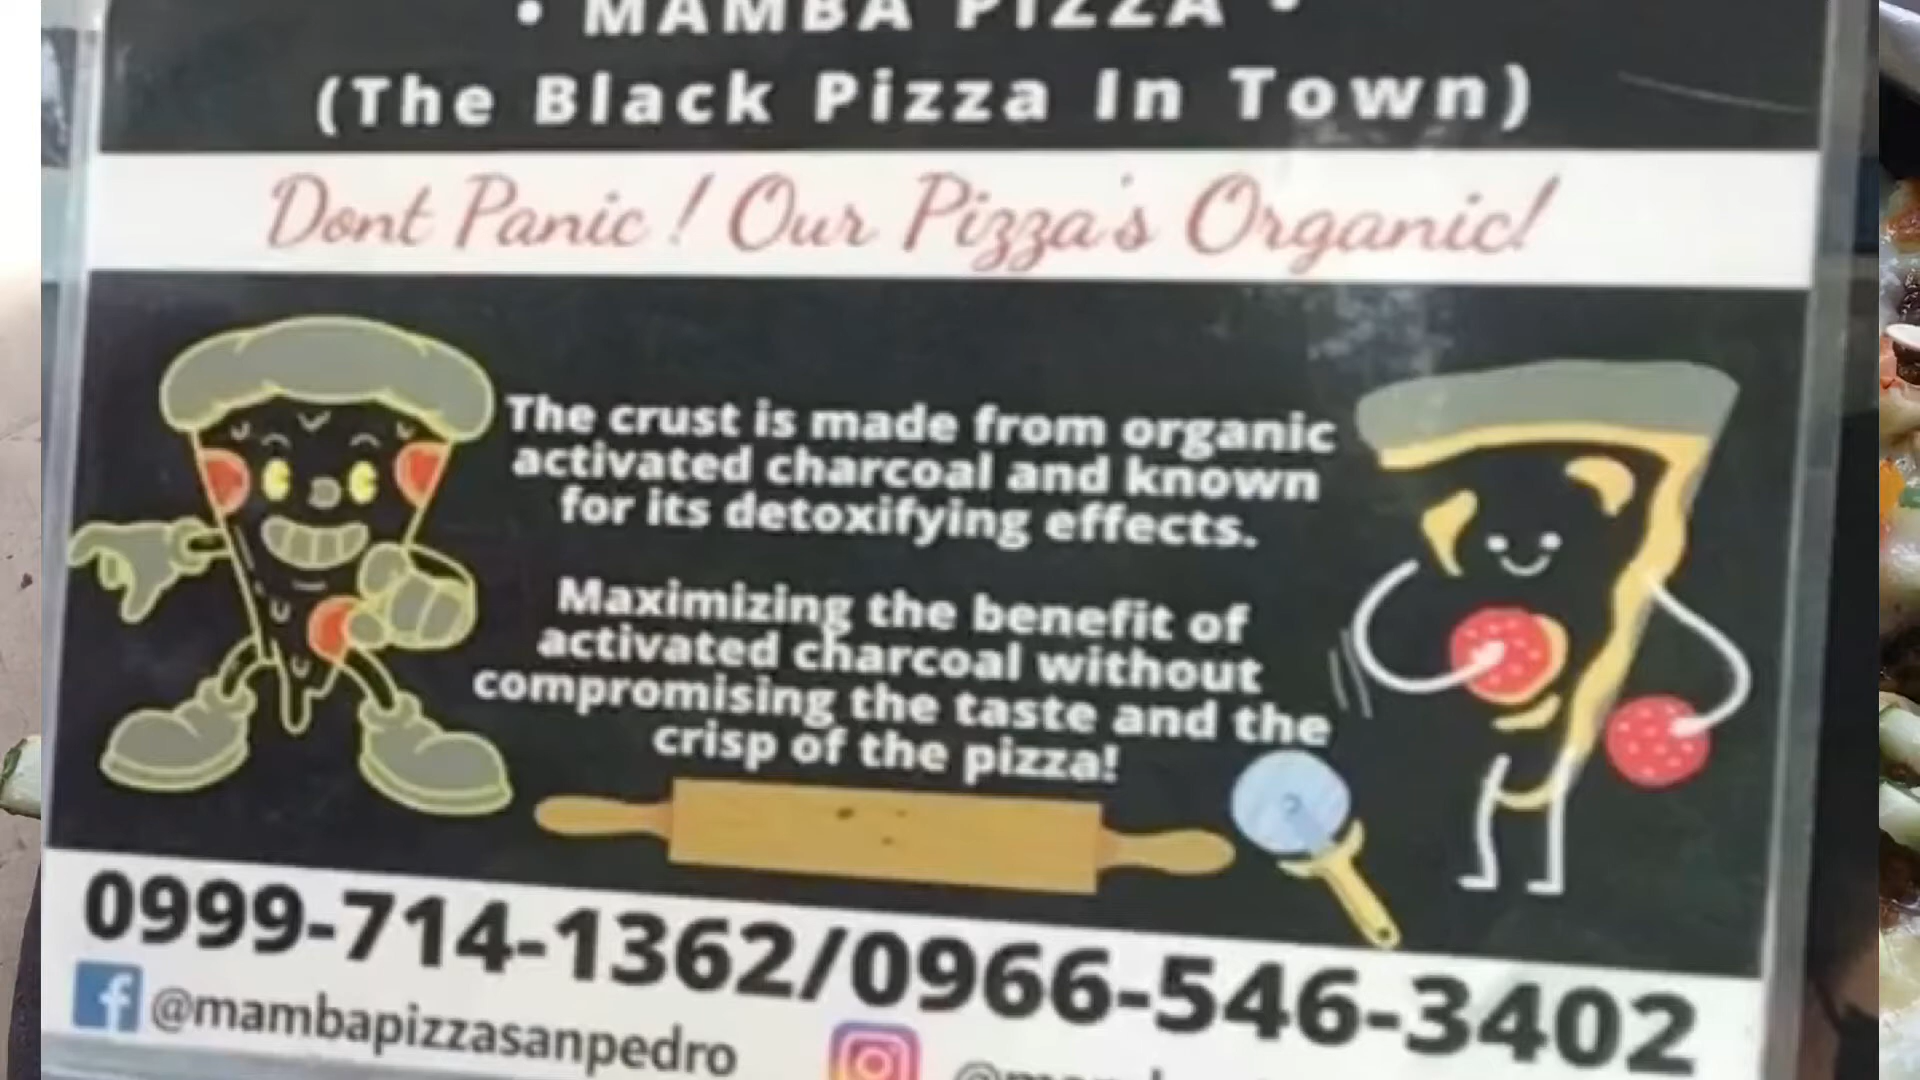 • MAMBA PIZZA •
(The Black Pizza In Town)
Dont Panic! Our Pizza's Organic!
The crust is made from organic
activated charcoal and known
for its detoxifying effects.
Maximizing the benefit of
activated charcoal without
compromising the taste and the
crisp of the pizza!
0999-714-1362/0966-546-3402
@mambapizzasanpedro